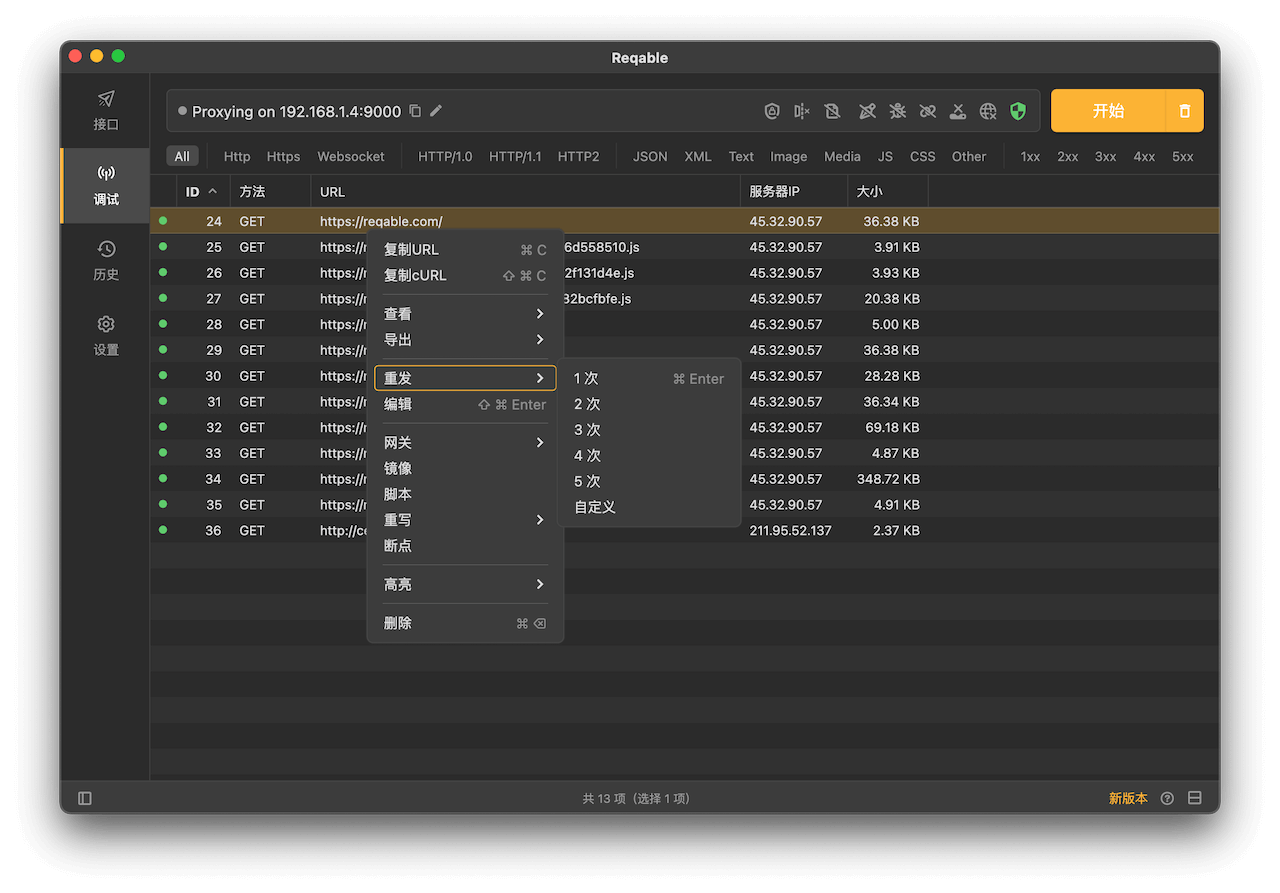 Reqable
接口
调试
历史
设置
Proxying on 192.168.1.4:9000
开始
All Http Https Websocket HTTP/1.0 HTTP/1.1 HTTP2 JSON XML Text Image Media JS CSS Other 1xx 2xx 3xx 4xx 5xx
ID 方法 URL 服务器IP 大小
24 GET https://reqable.com/ 45.32.90.57 36.38 KB
25 GET https://r 6d558510.js 45.32.90.57 3.91 KB
26 GET https://r 2f131d4e.js 45.32.90.57 3.93 KB
27 GET https://r 32bcfbfe.js 45.32.90.57 20.38 KB
28 GET https://r 45.32.90.57 5.00 KB
29 GET https://r 45.32.90.57 36.38 KB
30 GET https://r 45.32.90.57 28.28 KB
31 GET https://r 45.32.90.57 36.34 KB
32 GET https://r 45.32.90.57 69.18 KB
33 GET https://r 45.32.90.57 4.87 KB
34 GET https://r 45.32.90.57 348.72 KB
35 GET https://r 45.32.90.57 4.91 KB
36 GET http://ce 211.95.52.137 2.37 KB
复制URL ⌘ C
复制cURL ⇧ ⌘ C
查看
导出
重发
编辑 ⇧ ⌘ Enter
网关
镜像
脚本
重写
断点
高亮
删除 ⌘ ⌫
1 次 ⌘ Enter
2 次
3 次
4 次
5 次
自定义
共 13 项（选择 1 项）
新版本